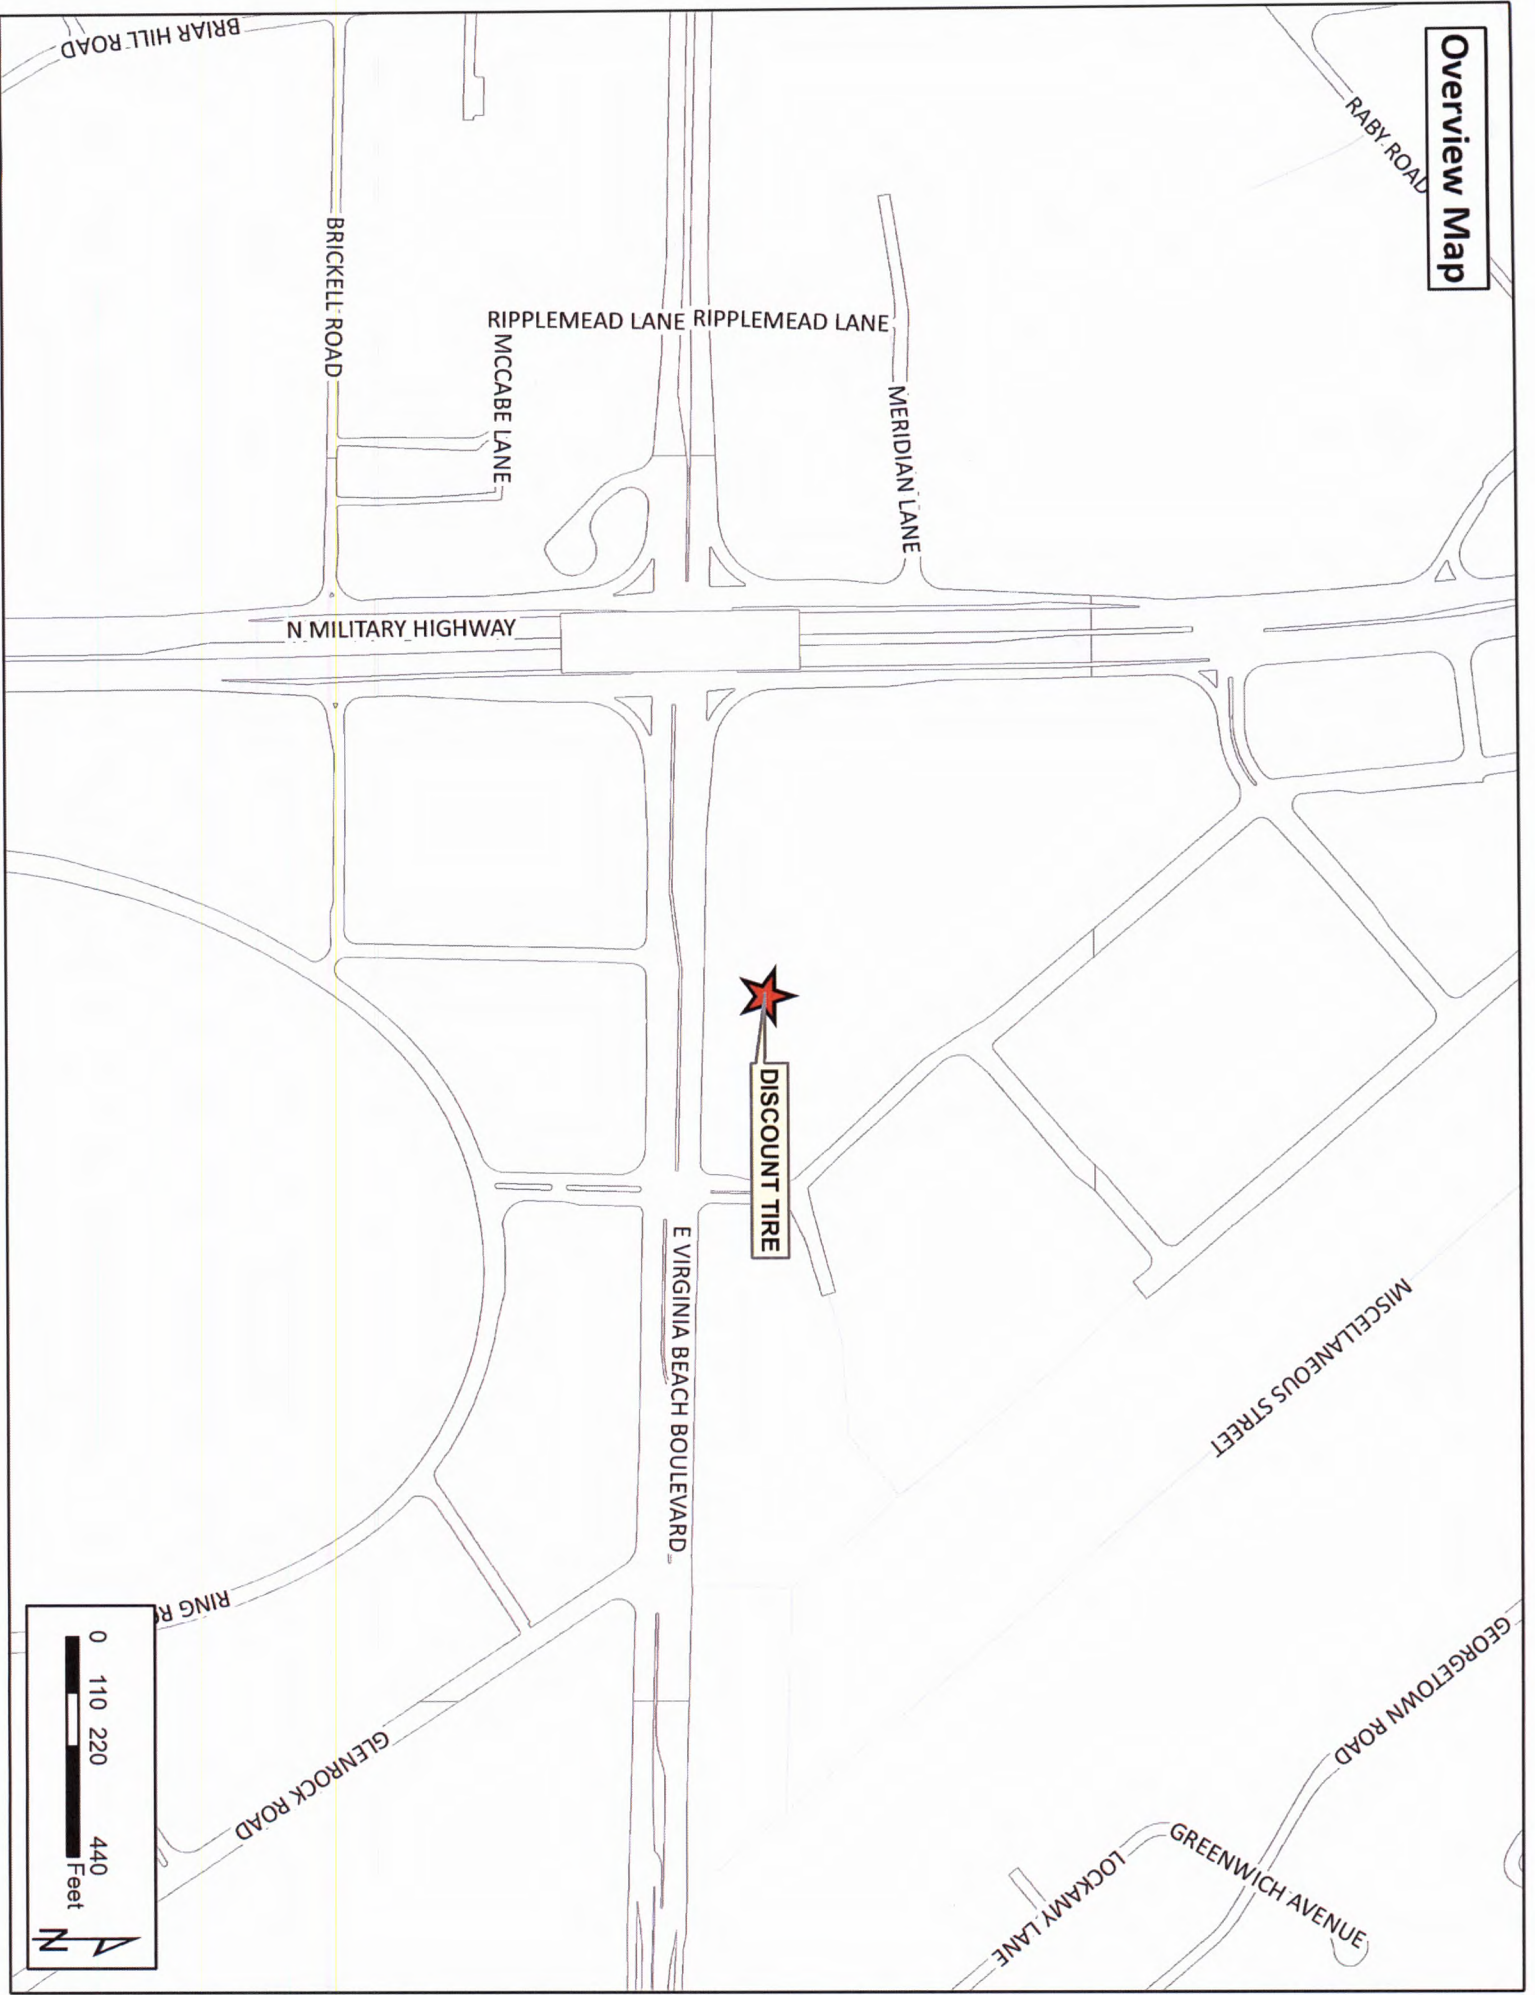 Overview Map
RABY ROAD
MISCELLANEOUS STREET
GEORGETOWN ROAD
GREENWICH AVENUE
LOCKAMY LANE
MERIDIAN LANE
RIPPLEMEAD LANE
RIPPLEMEAD LANE
DISCOUNT TIRE
E VIRGINIA BEACH BOULEVARD
MCCABE LANE
N MILITARY HIGHWAY
BRICKELL ROAD
BRIAR HILL ROAD
GLENROCK ROAD
RING RO
0 110 220 440
Feet
N